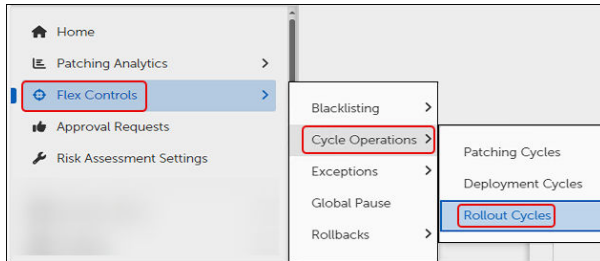 Home
Patching Analytics
Flex Controls
Approval Requests
Risk Assessment Settings
Blacklisting
Cycle Operations
Exceptions
Global Pause
Rollbacks
Patching Cycles
Deployment Cycles
Rollout Cycles